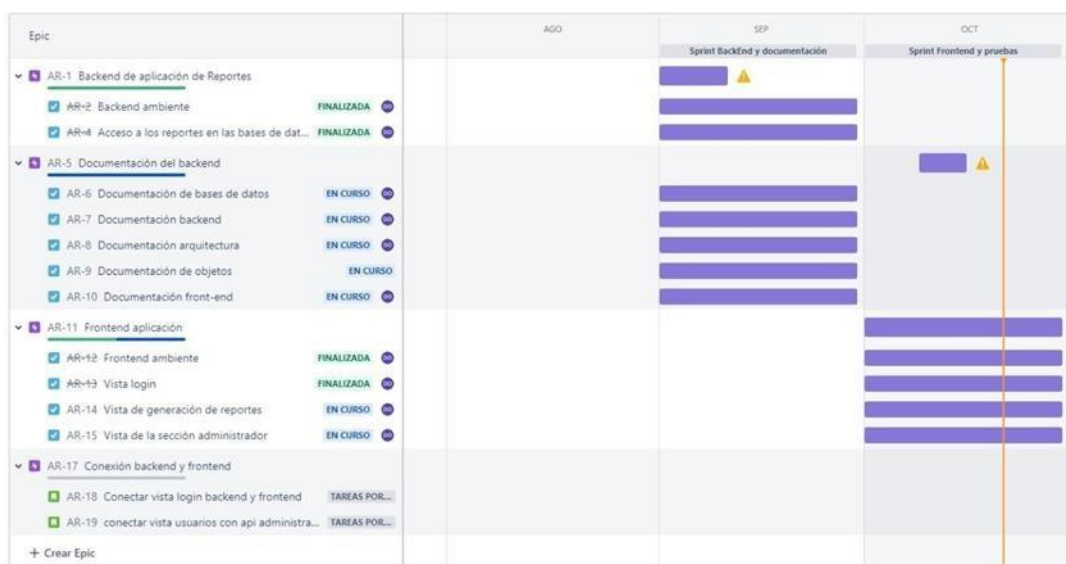 Epic
AGO
SEP
OCT
Sprint BackEnd y documentación
Sprint Frontend y pruebas
AR-1 Backend de aplicación de Reportes
AR-2 Backend ambiente FINALIZADA
AR-4 Acceso a los reportes en las bases de dat... FINALIZADA
AR-5 Documentación del backend
AR-6 Documentación de bases de datos EN CURSO
AR-7 Documentación backend EN CURSO
AR-8 Documentación arquitectura EN CURSO
AR-9 Documentación de objetos EN CURSO
AR-10 Documentación front-end EN CURSO
AR-11 Frontend aplicación
AR-12 Frontend ambiente FINALIZADA
AR-13 Vista login FINALIZADA
AR-14 Vista de generación de reportes EN CURSO
AR-15 Vista de la sección administrador EN CURSO
AR-17 Conexión backend y frontend
AR-18 Conectar vista login backend y frontend TAREAS POR...
AR-19 conectar vista usuarios con api administra... TAREAS POR...
+ Crear Epic